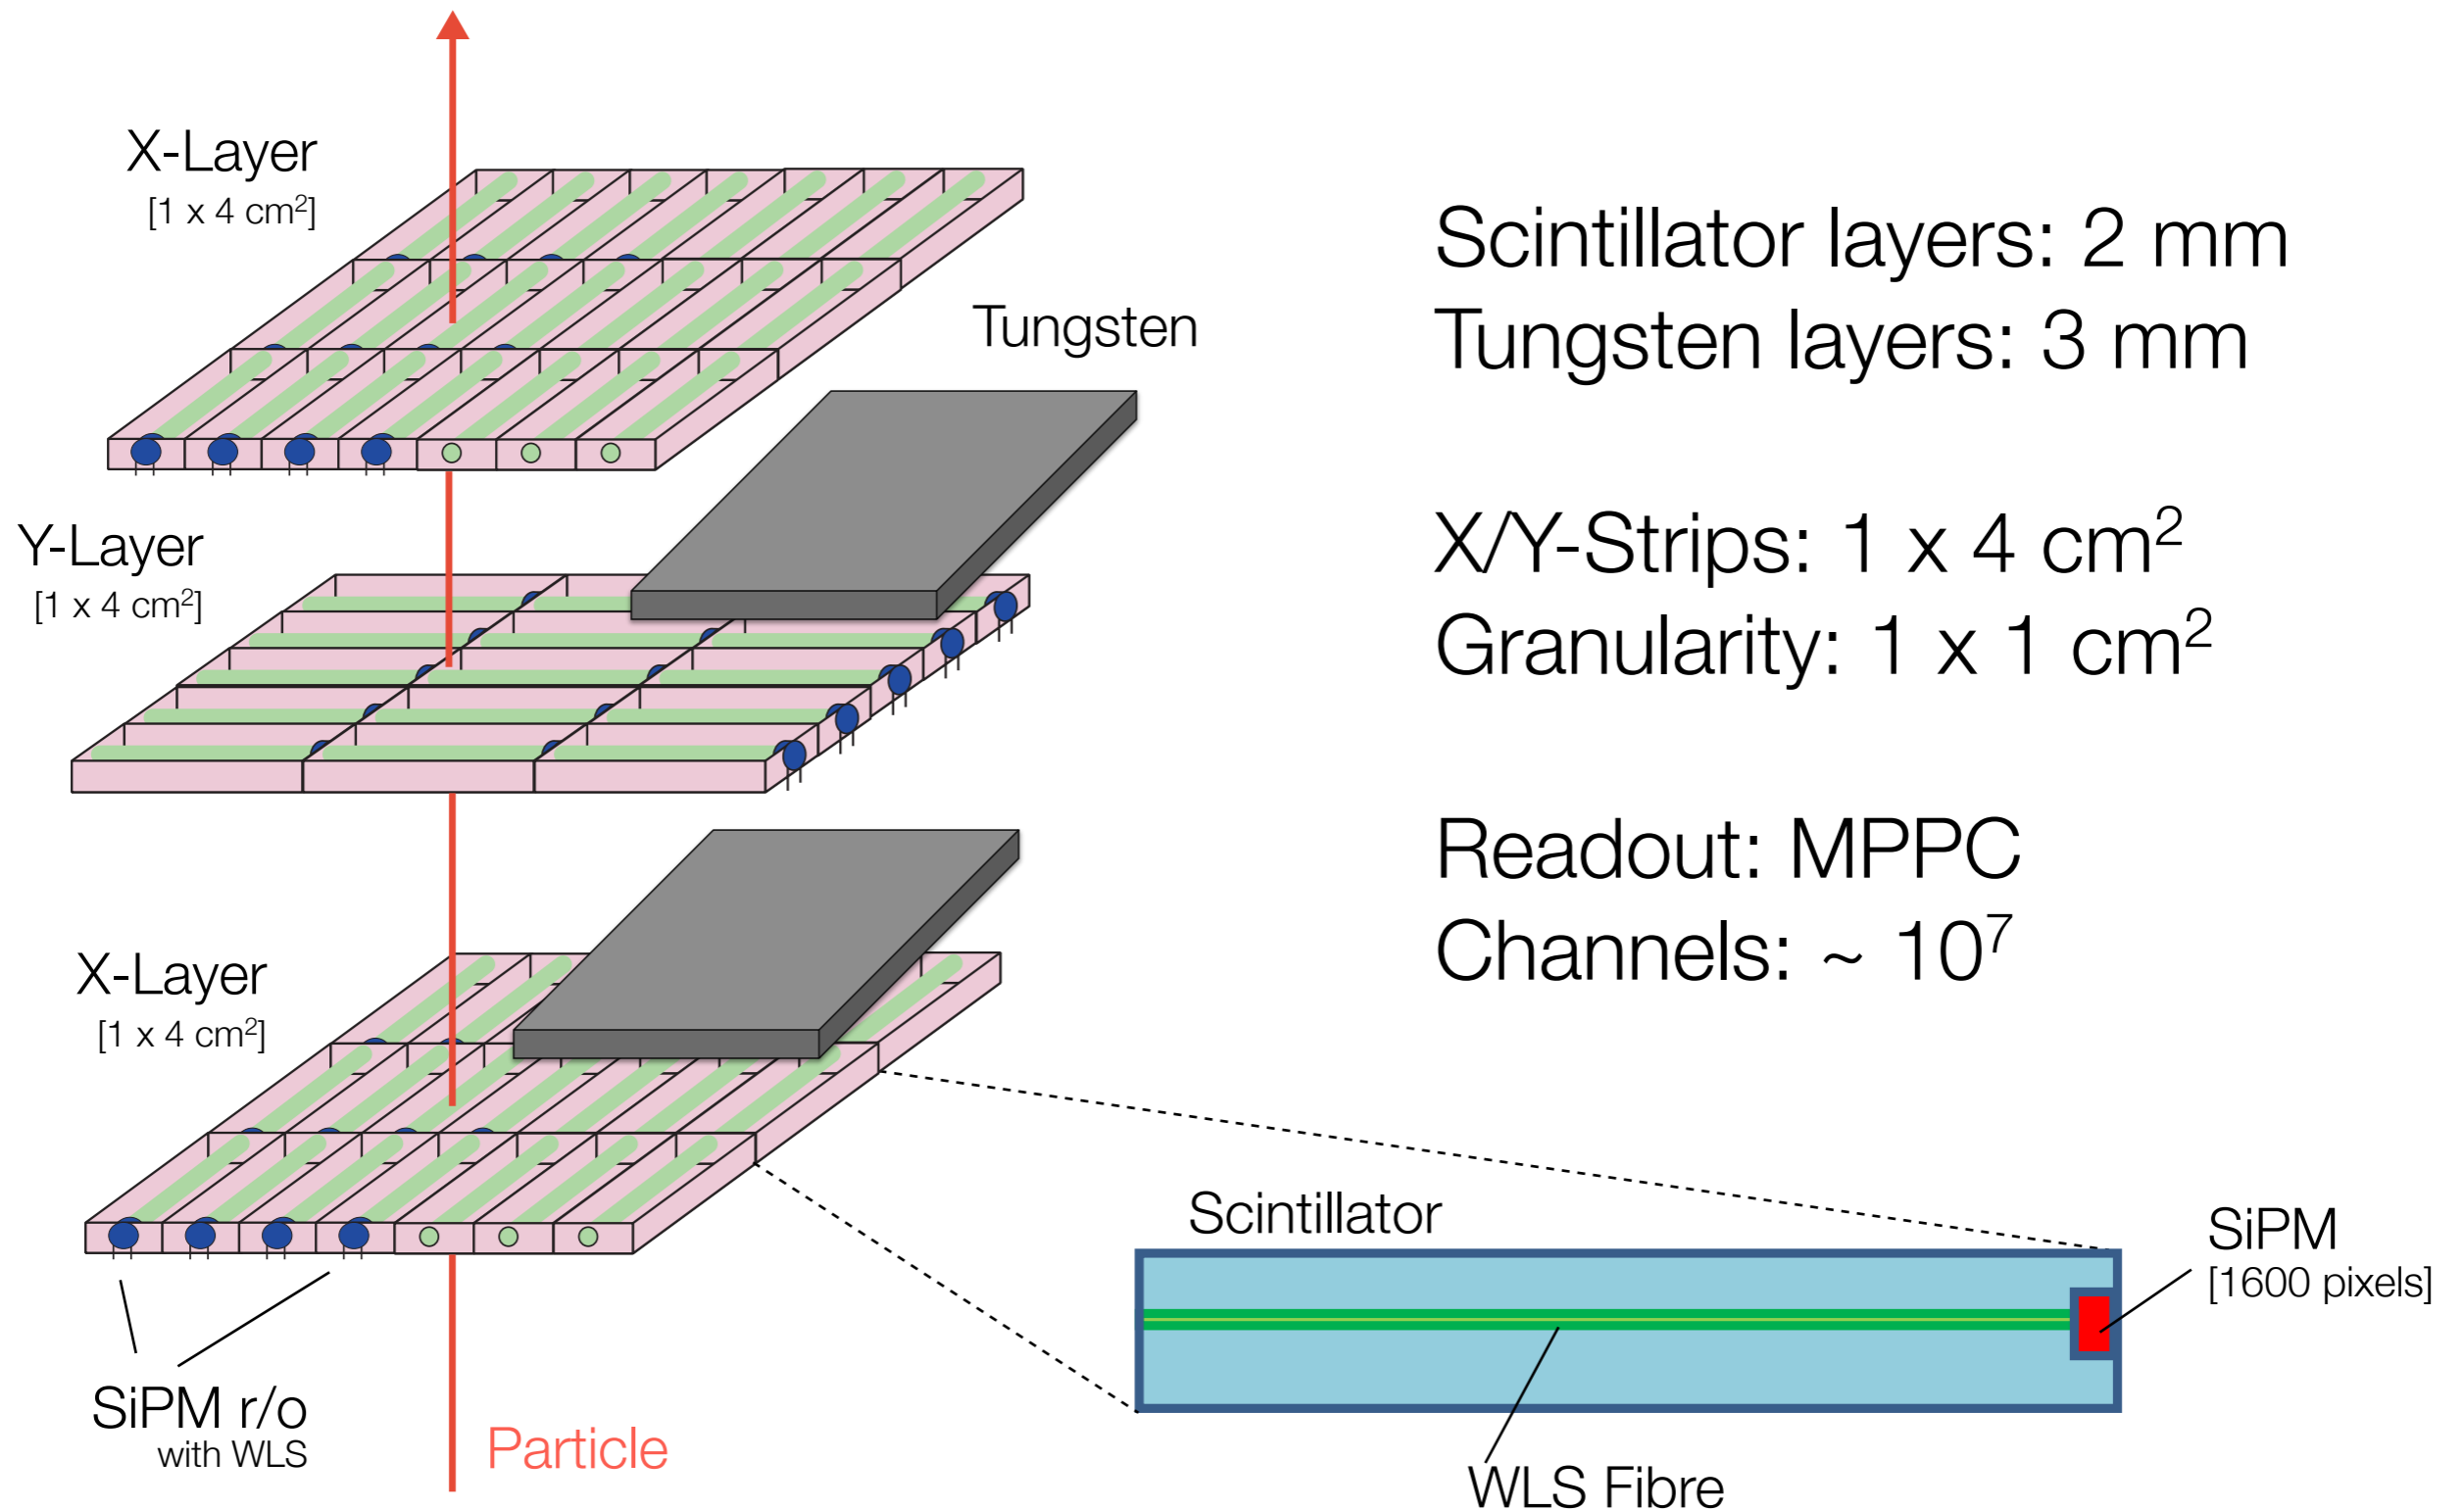 X-Layer
[1 x 4 cm²]
Tungsten
Y-Layer
[1 x 4 cm²]
X-Layer
[1 x 4 cm²]
SiPM r/o
with WLS
Particle
Scintillator layers: 2 mm
Tungsten layers: 3 mm
X/Y-Strips: 1 x 4 cm²
Granularity: 1 x 1 cm²
Readout: MPPC
Channels: ~ 10⁷
Scintillator
SiPM
[1600 pixels]
WLS Fibre